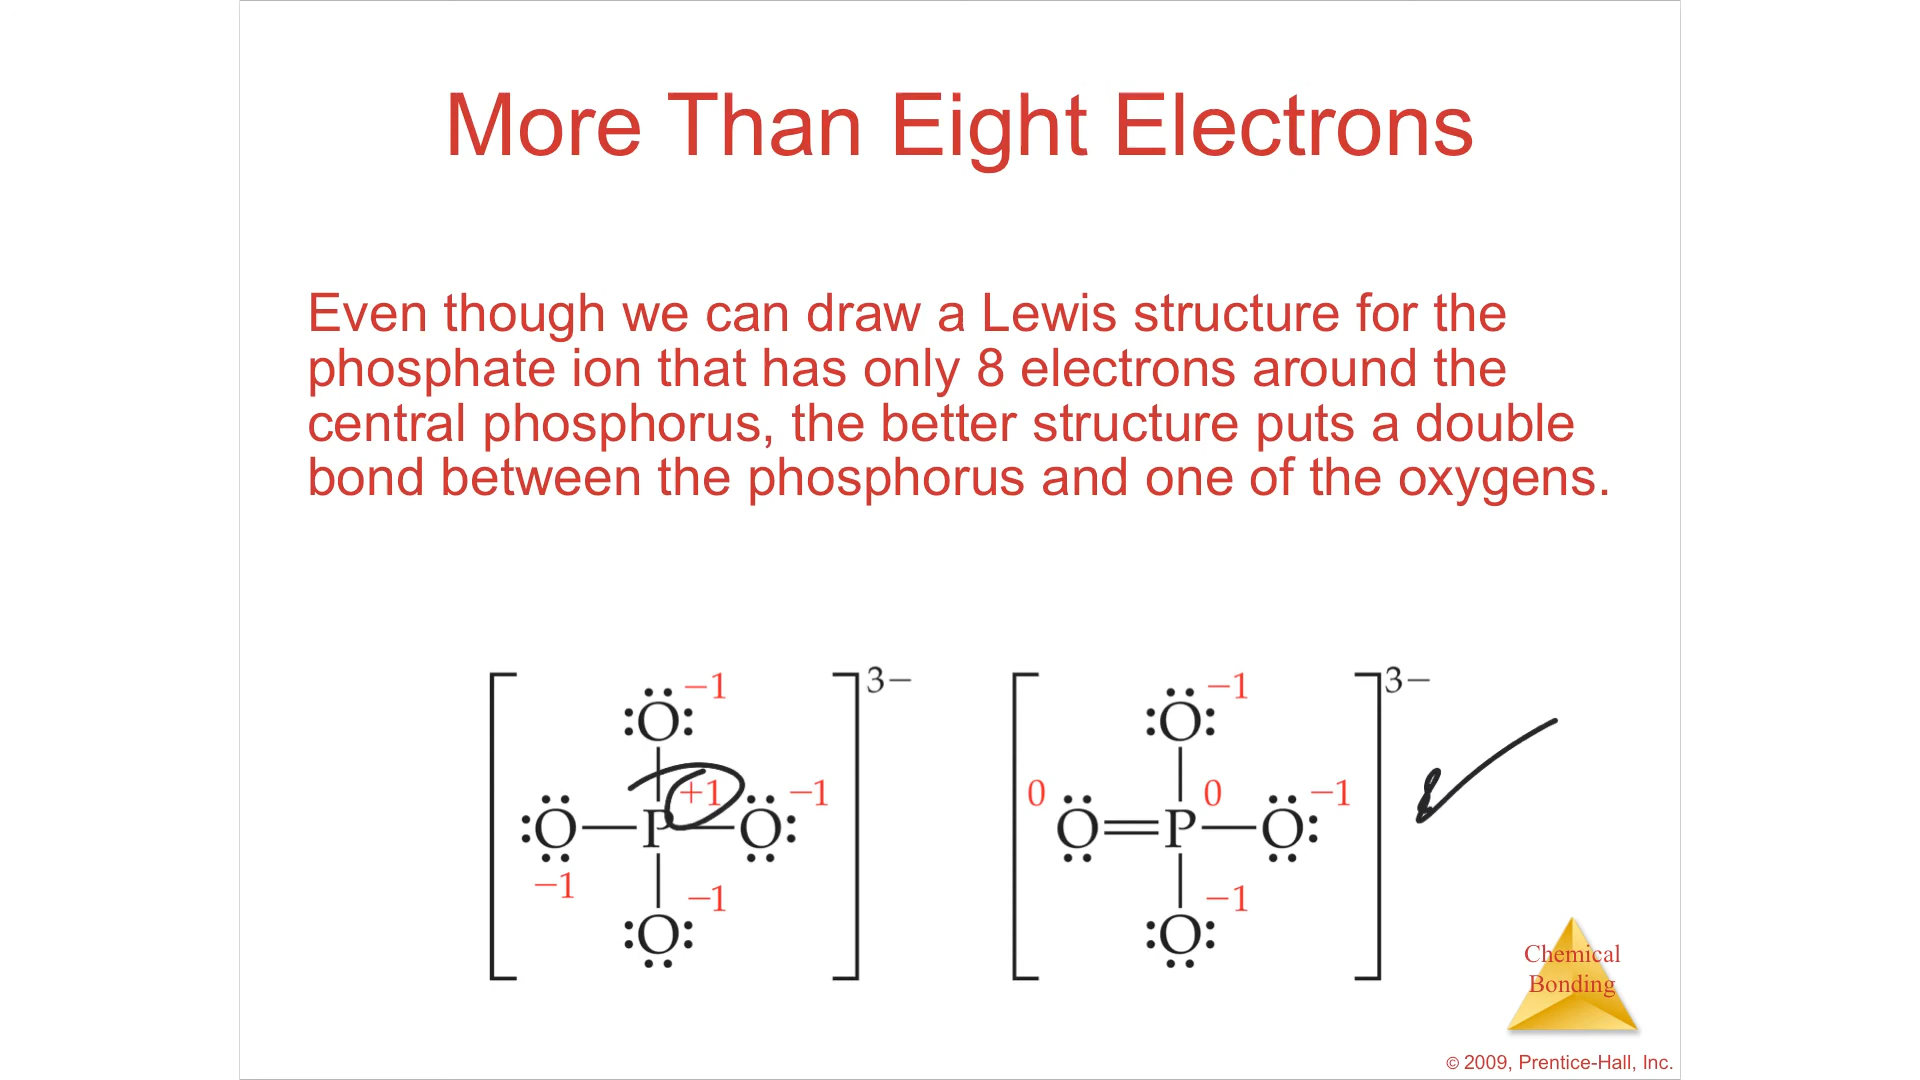 More Than Eight Electrons
Even though we can draw a Lewis structure for the
phosphate ion that has only 8 electrons around the
central phosphorus, the better structure puts a double
bond between the phosphorus and one of the oxygens.
3− 3−
O −1 O −1
O P +1 O −1 0 O P 0 O −1
−1
O −1 O −1
Chemical
Bonding
© 2009, Prentice-Hall, Inc.